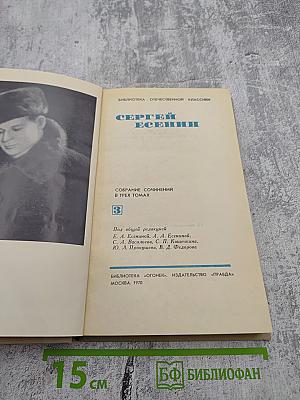 БИБЛИОТЕКА ОТЕЧЕСТВЕННОЙ КЛАССИКИ
СЕРГЕЙ
ЕСЕНИН
СОБРАНИЕ СОЧИНЕНИЙ
В ТРЕХ ТОМАХ
3
Под общей редакцией
Е. А. Есениной, А. А. Есениной,
С. А. Васильева, С. П. Кошечкина,
Ю. Л. Прокушева, В. Д. Федорова
БИБЛИОТЕКА «ОГОНЕК». ИЗДАТЕЛЬСТВО «ПРАВДА»
МОСКВА. 1970
15 см
БФ БИБЛИОФАН